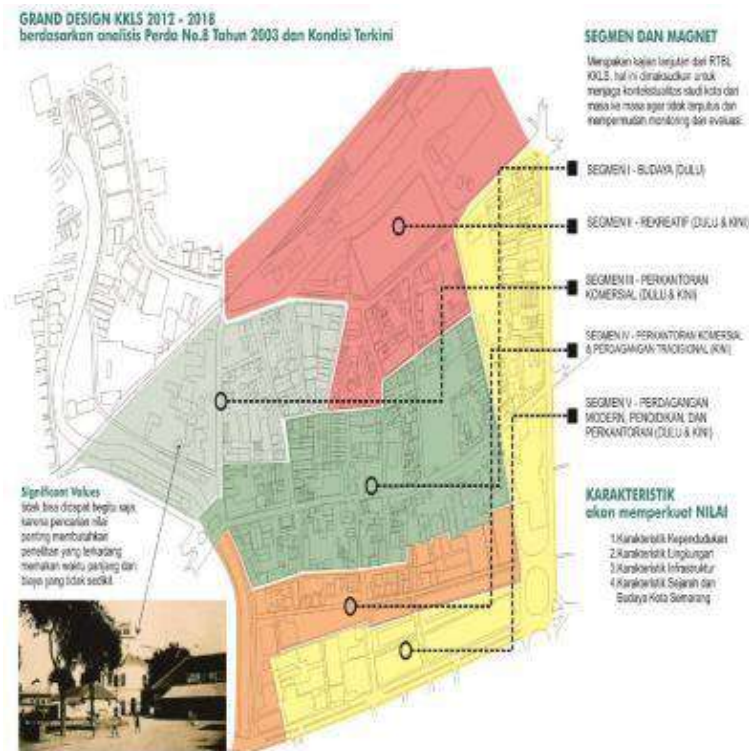 GRAND DESIGN KKLS 2012 - 2018
berdasarkan analisis Perda No.8 Tahun 2003 dan Kondisi Terkini
SEGMEN DAN MAGNET
Merupakan kajian lanjutan dari RTBL
KKLS, hal ini dimaksudkan untuk
menjaga kontekstualitas studi kota dari
masa ke masa agar tidak terputus dan
mempermudah monitoring dan evaluasi.
SEGMEN I - BUDAYA (DULU)
SEGMEN II - REKREATIF (DULU & KINI)
SEGMEN III - PERKANTORAN
KOMERSIAL (DULU & KINI)
SEGMEN IV - PERKANTORAN KOMERSIAL
& PERDAGANGAN TRADISIONAL (KINI)
SEGMEN V - PERDAGANGAN
MODERN, PENDIDIKAN, DAN
PERKANTORAN (DULU & KINI)
Significant Values
tidak bisa didapat begitu saja
karena pencarian nilai
penting membutuhkan
penelitian yang terkadang
memakan waktu panjang dan
biaya yang tidak sedikit
KARAKTERISTIK
akan memperkuat NILAI
1.Karakteristik Kependudukan
2.Karakteristik Lingkungan
3.Karakteristik Infrastruktur
4.Karakteristik Sejarah dan
Budaya Kota Semarang